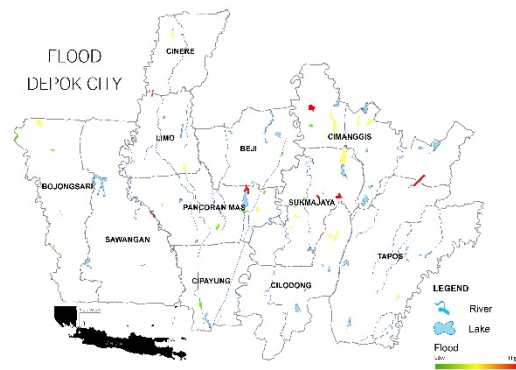 FLOOD
DEPOK CITY
CINERE
LIMO
BEJI
CIMANGGIS
BOJONGSARI
PANCORAN MAS
SUKMAJAYA
SAWANGAN
TAPOS
CIPAYUNG
CILODONG
LEGEND
River
Lake
Flood